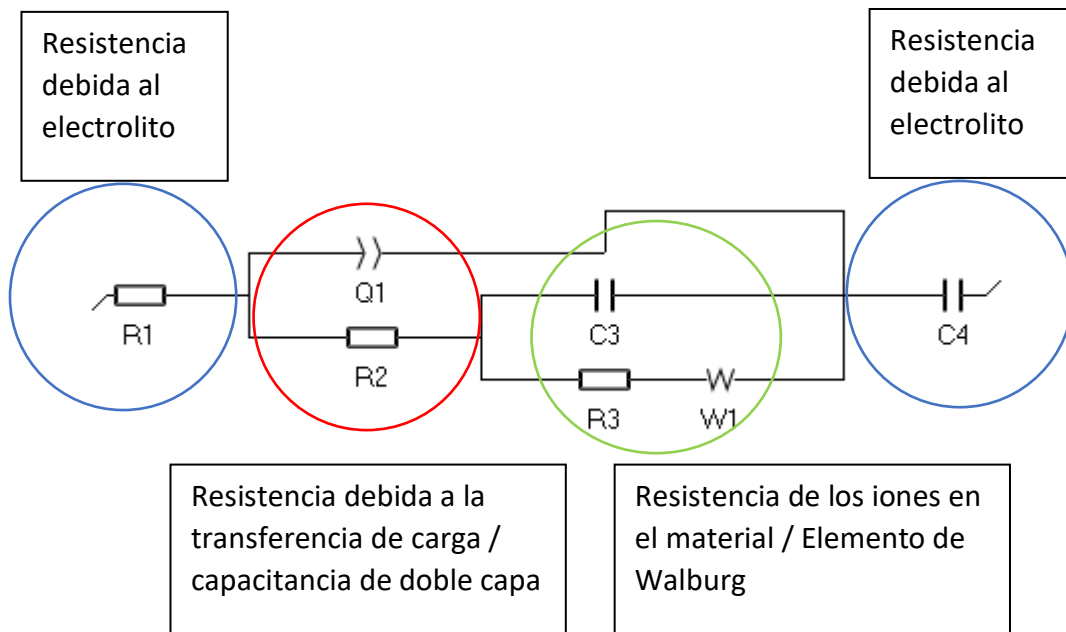 Resistencia
debida al
electrolito
Resistencia
debida al
electrolito
Q1
R1
C3
C4
R2
R3
W
W1
Resistencia debida a la
transferencia de carga /
capacitancia de doble capa
Resistencia de los iones en
el material / Elemento de
Walburg